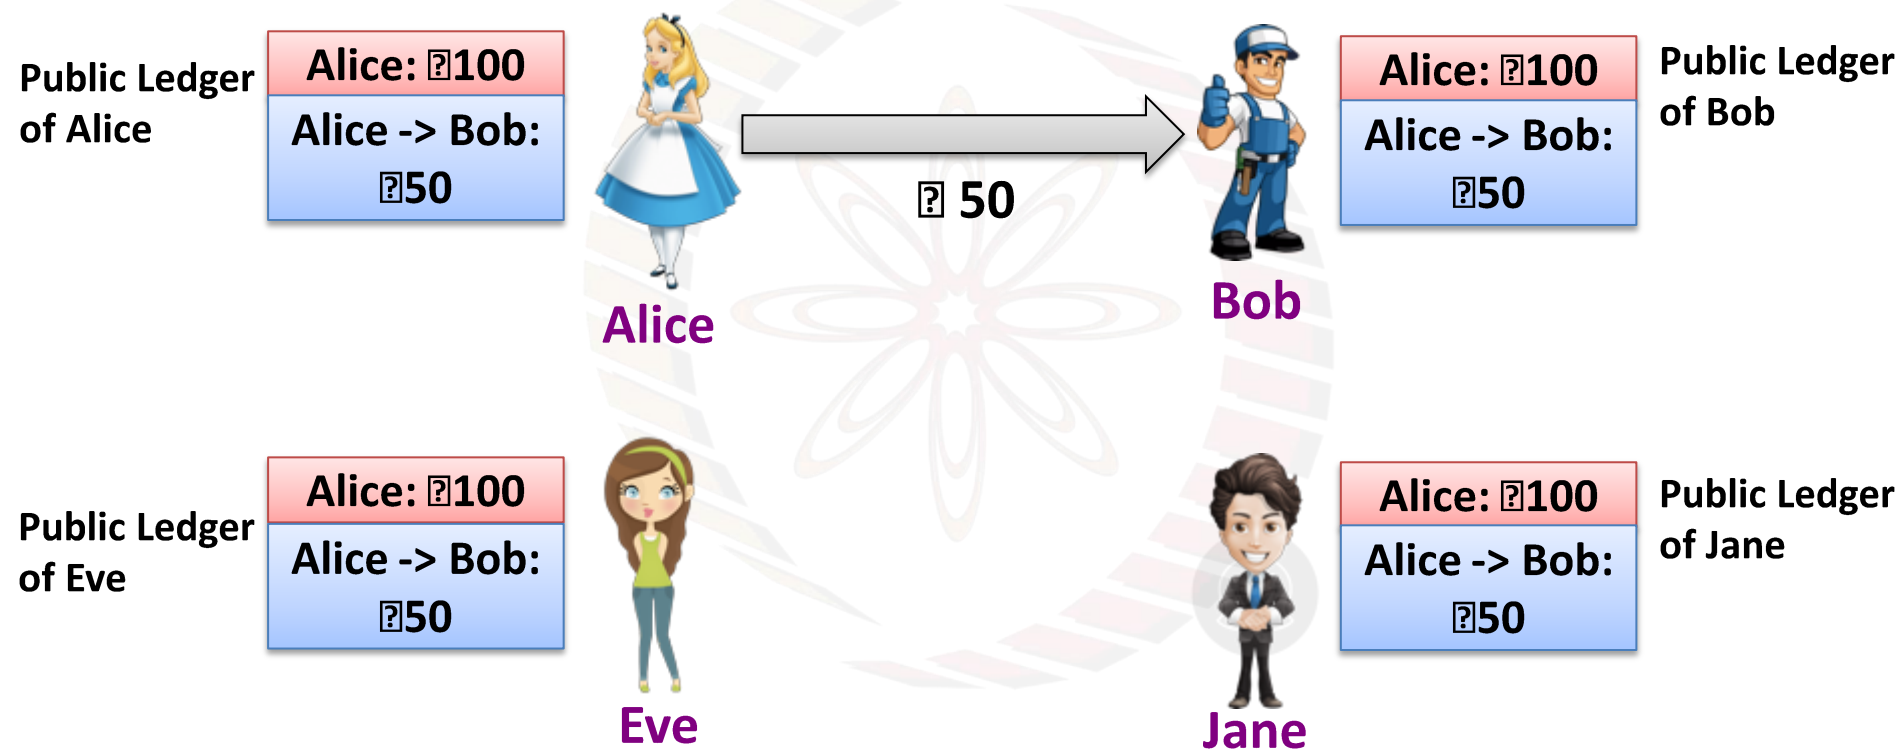 Public Ledger
of Alice
Alice: 100
Alice -> Bob:
50
50
Alice
Bob
Alice: 100
Alice -> Bob:
50
Public Ledger
of Bob
Public Ledger
of Eve
Alice: 100
Alice -> Bob:
50
Eve
Jane
Alice: 100
Alice -> Bob:
50
Public Ledger
of Jane